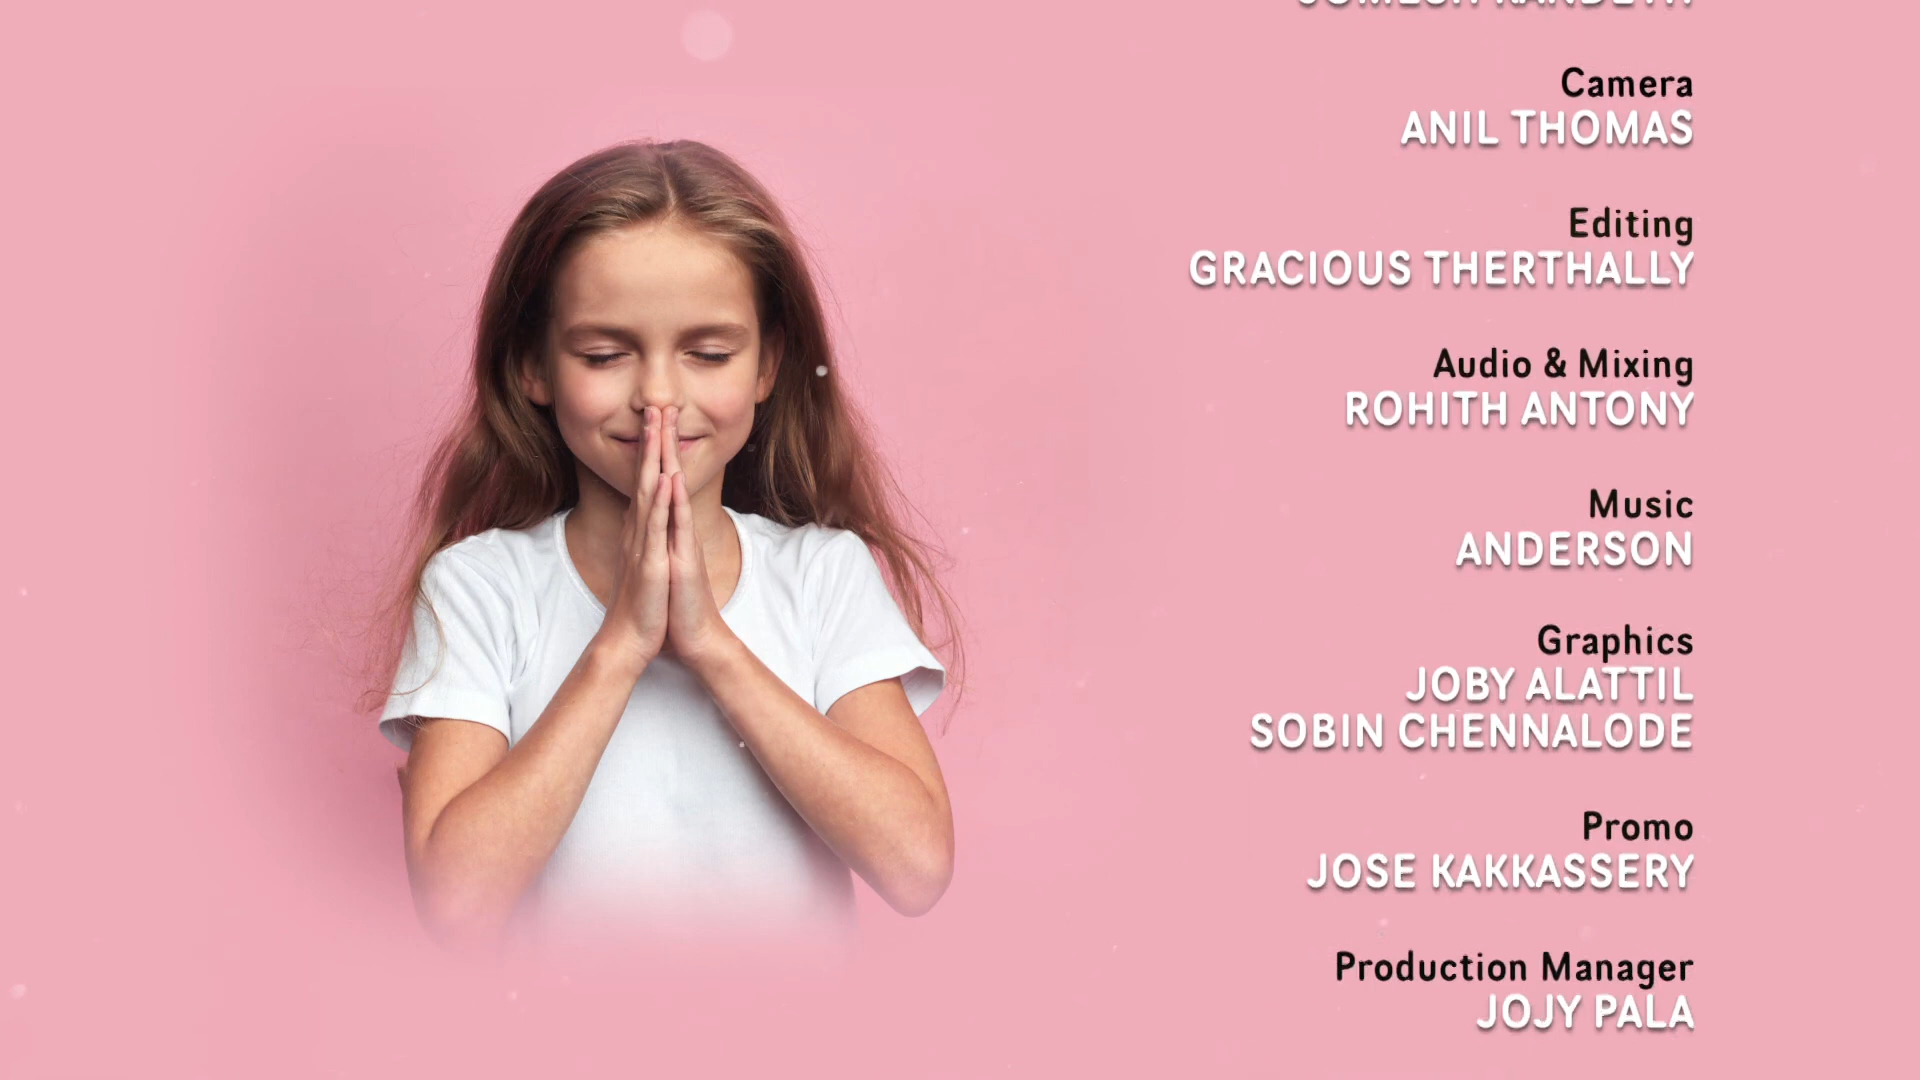 Camera
ANIL THOMAS
Editing
GRACIOUS THERTHALLY
Audio & Mixing
ROHITH ANTONY
Music
ANDERSON
Graphics
JOBY ALATTIL
SOBIN CHENNALODE
Promo
JOSE KAKKASSERY
Production Manager
JOJY PALA